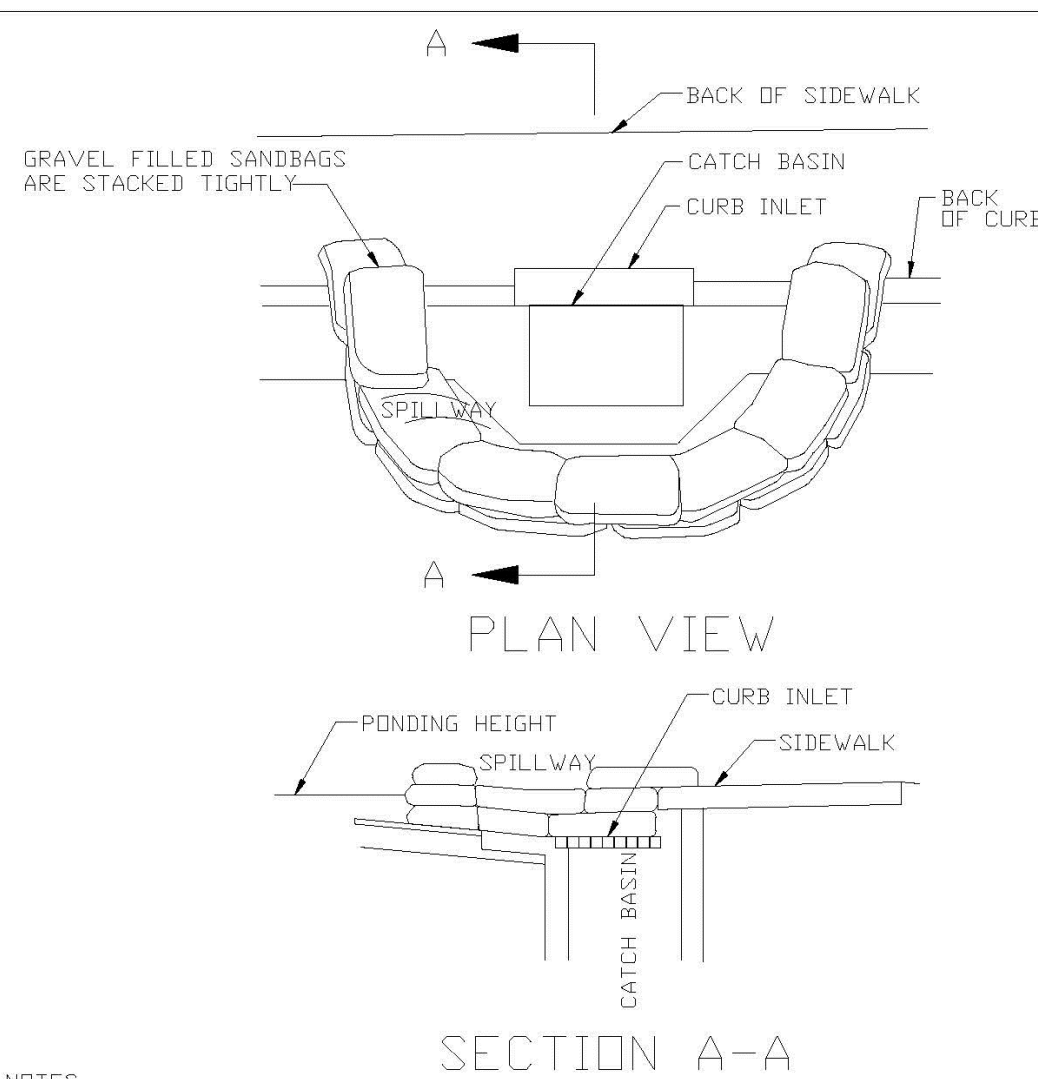 A
BACK OF SIDEWALK
GRAVEL FILLED SANDBAGS
ARE STACKED TIGHTLY
CATCH BASIN
CURB INLET
BACK
OF CURB
SPILLWAY
A
PLAN VIEW
CURB INLET
PONDING HEIGHT
SIDEWALK
SPILLWAY
CATCH BASIN
SECTION A-A
NOTES